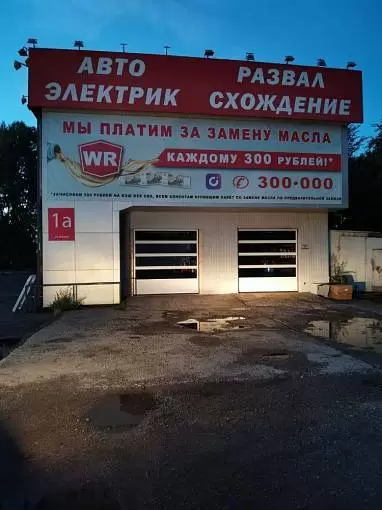 АВТО
ЭЛЕКТРИК
РАЗВАЛ
СХОЖДЕНИЕ
МЫ ПЛАТИМ ЗА ЗАМЕНУ МАСЛА
WR
КАЖДОМУ 300 РУБЛЕЙ!*
300-000
1а